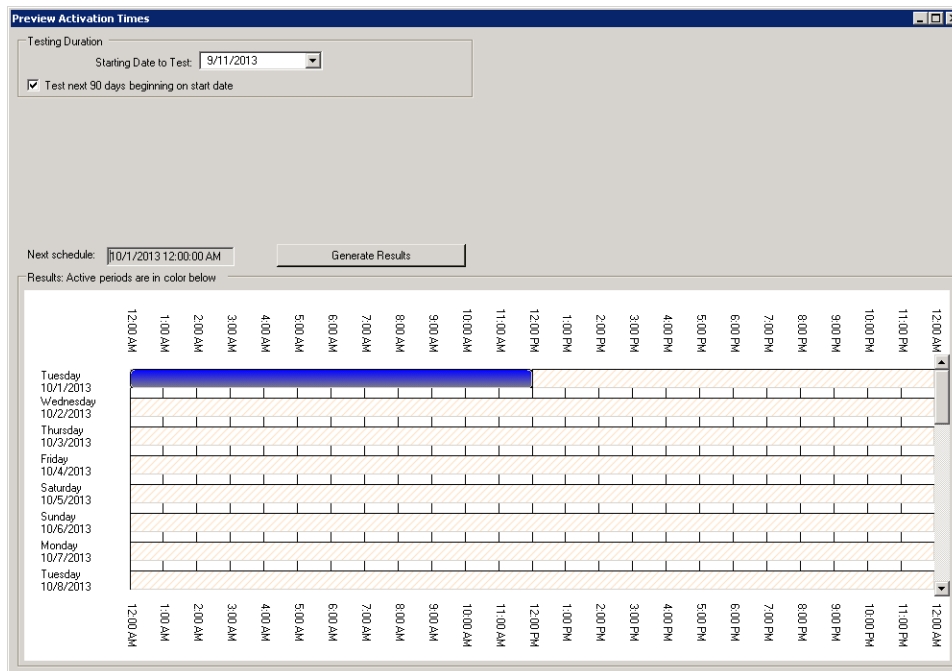 Preview Activation Times
Testing Duration
Starting Date to Test: 9/11/2013
Test next 90 days beginning on start date
Next schedule: 10/1/2013 12:00:00 AM Generate Results
Results: Active periods are in color below
12:00 AM 1:00 AM 2:00 AM 3:00 AM 4:00 AM 5:00 AM 6:00 AM 7:00 AM 8:00 AM 9:00 AM 10:00 AM 11:00 AM 12:00 PM 1:00 PM 2:00 PM 3:00 PM 4:00 PM 5:00 PM 6:00 PM 7:00 PM 8:00 PM 9:00 PM 10:00 PM 11:00 PM 12:00 AM
Tuesday
10/1/2013
Wednesday
10/2/2013
Thursday
10/3/2013
Friday
10/4/2013
Saturday
10/5/2013
Sunday
10/6/2013
Monday
10/7/2013
Tuesday
10/8/2013
12:00 AM 1:00 AM 2:00 AM 3:00 AM 4:00 AM 5:00 AM 6:00 AM 7:00 AM 8:00 AM 9:00 AM 10:00 AM 11:00 AM 12:00 PM 1:00 PM 2:00 PM 3:00 PM 4:00 PM 5:00 PM 6:00 PM 7:00 PM 8:00 PM 9:00 PM 10:00 PM 11:00 PM 12:00 AM